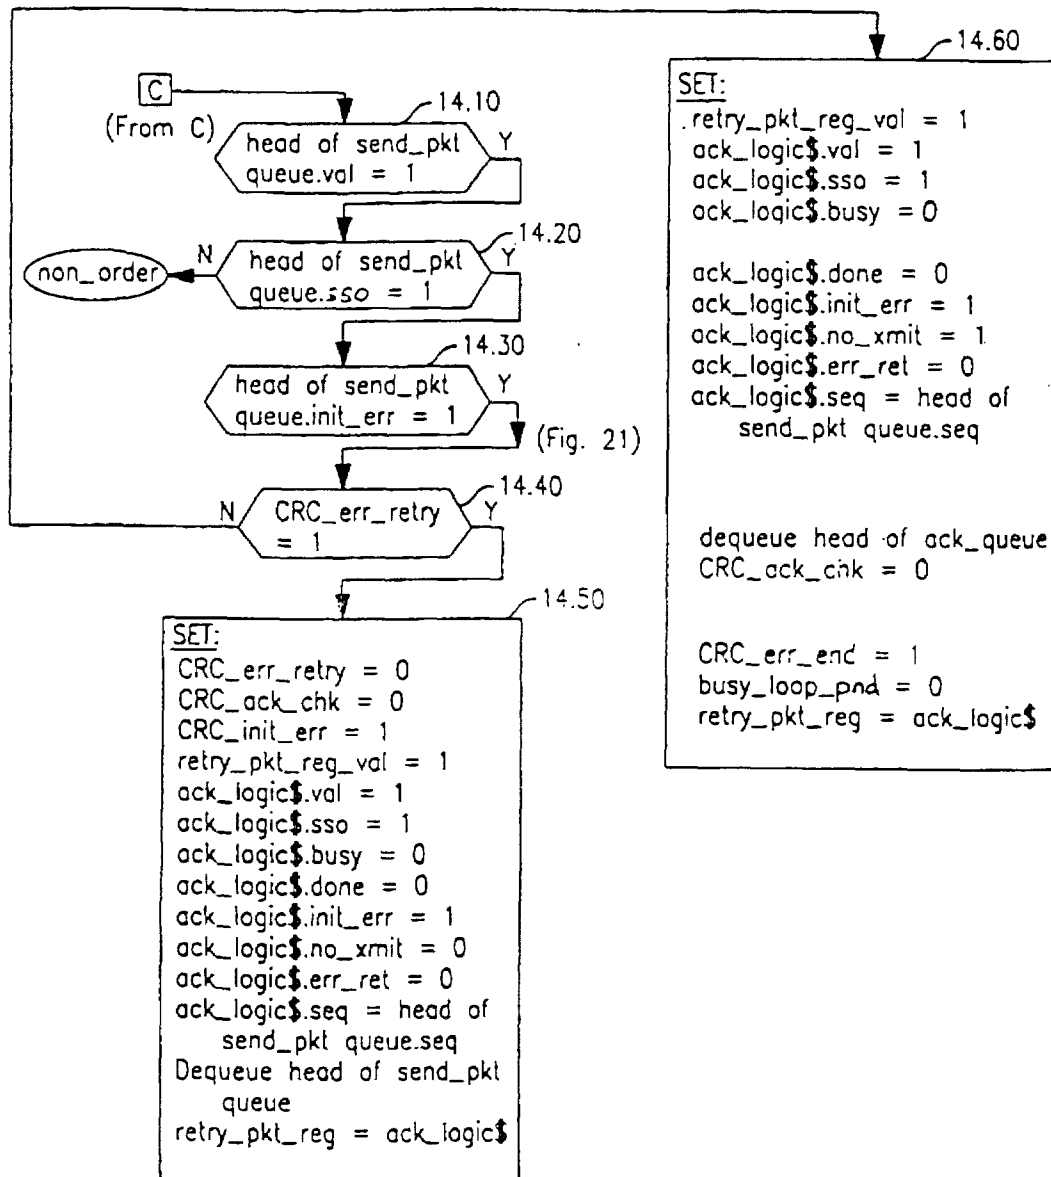 C
(From C)
14.10
head of send_pkt
queue.val = 1
Y
14.20
head of send_pkt
queue.sso = 1
N
Y
non_order
14.30
head of send_pkt
queue.init_err = 1
Y
(Fig. 21)
14.40
CRC_err_retry
= 1
N
Y
14.50
SET:
CRC_err_retry = 0
CRC_ack_chk = 0
CRC_init_err = 1
retry_pkt_reg_val = 1
ack_logic$.val = 1
ack_logic$.sso = 1
ack_logic$.busy = 0
ack_logic$.done = 0
ack_logic$.init_err = 1
ack_logic$.no_xmit = 0
ack_logic$.err_ret = 0
ack_logic$.seq = head of
send_pkt queue.seq
Dequeue head of send_pkt
queue
retry_pkt_reg = ack_logic$
14.60
SET:
retry_pkt_reg_val = 1
ack_logic$.val = 1
ack_logic$.sso = 1
ack_logic$.busy = 0
ack_logic$.done = 0
ack_logic$.init_err = 1
ack_logic$.no_xmit = 1
ack_logic$.err_ret = 0
ack_logic$.seq = head of
send_pkt queue.seq
dequeue head of ack_queue
CRC_ack_chk = 0
CRC_err_end = 1
busy_loop_pnd = 0
retry_pkt_reg = ack_logic$